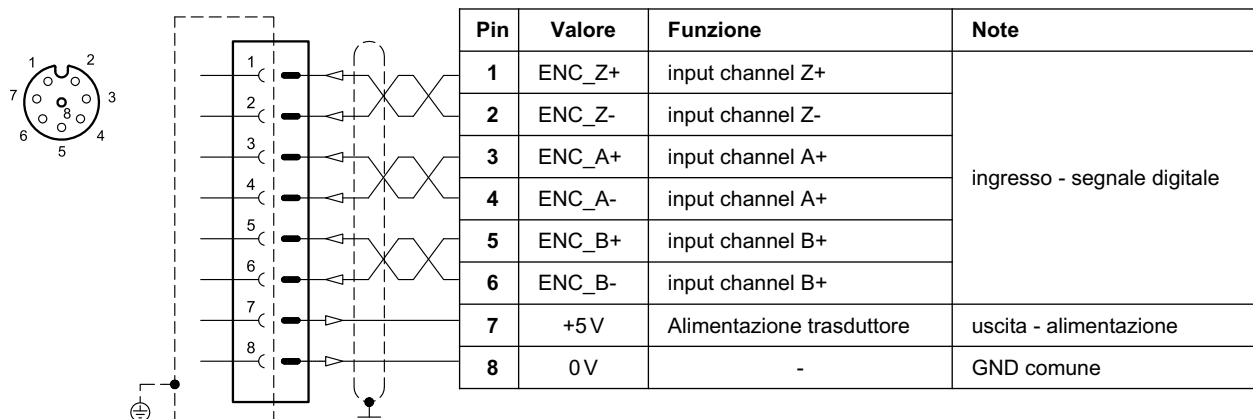 1 2
7 8 3
6 4
5
1
2
3
4
5
6
7
8
Pin Valore Funzione Note
1 ENC_Z+ input channel Z+
2 ENC_Z- input channel Z-
3 ENC_A+ input channel A+
ingresso - segnale digitale
4 ENC_A- input channel A+
5 ENC_B+ input channel B+
6 ENC_B- input channel B+
7 +5 V Alimentazione trasduttore uscita - alimentazione
8 0 V - GND comune